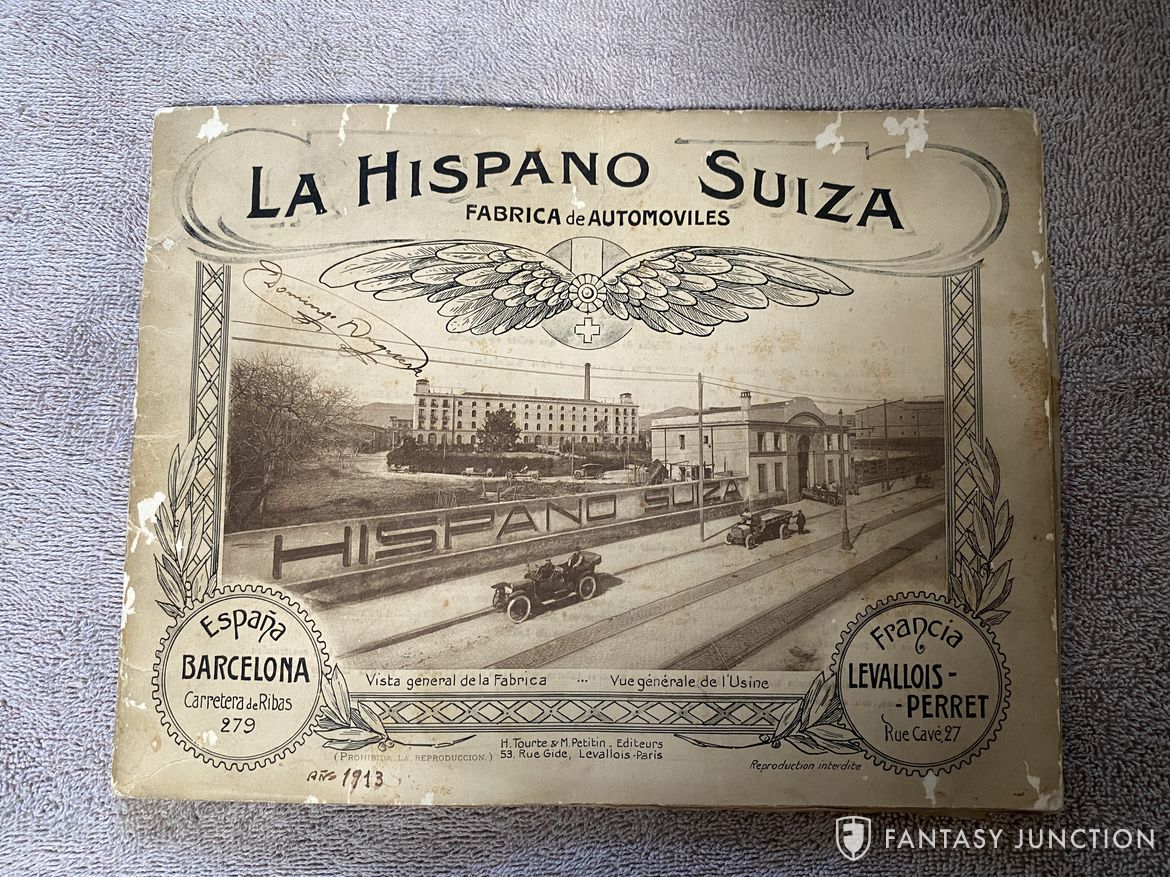 LA HISPANO SUIZA
FABRICA de AUTOMOVILES
Domingo
HISPANO SUIZA
España
BARCELONA
Carretera de Ribas
279
Francia
LEVALLOIS-
-PERRET
Rue Cavé, 27
Vista general de la Fabrica ... Vue générale de l'Usine
H. Tourte & M. Petitin _ Editeurs
53, Rue Gide, Levallois-Paris
(PROHIBIDA LA REPRODUCCION.)
Reproduction interdite
AÑO 1913
FANTASY JUNCTION